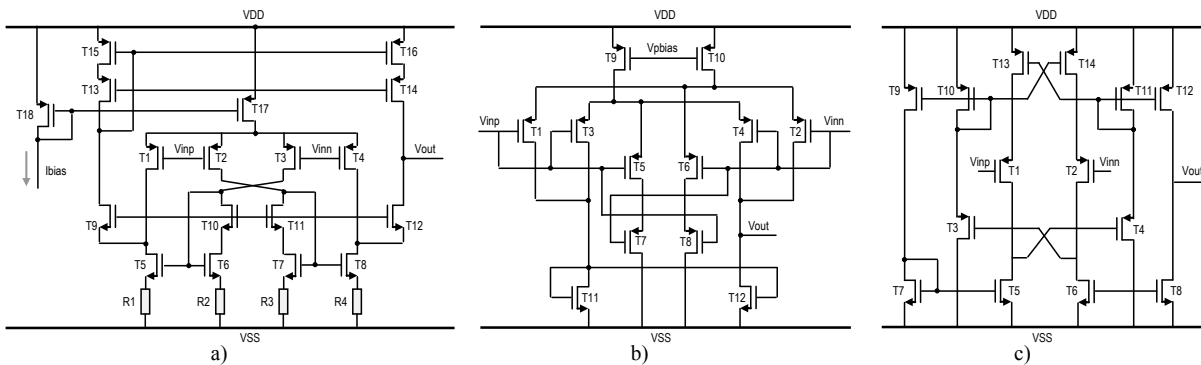 VDD
T15
T16
T13
T14
T18
T17
T1
Vinp
T2
T3
Vinn
T4
Ibias
Vout
T9
T10
T11
T12
T5
T6
T7
T8
R1
R2
R3
R4
VSS
a)
VDD
Vpbias
T9
T10
Vinp
T1
T3
T4
T2
Vinn
T5
T6
T7
T8
Vout
T11
T12
VSS
b)
VDD
T13
T14
T9
T10
T11
T12
Vinp
T1
T2
Vinn
Vout
T3
T4
T7
T5
T6
T8
VSS
c)